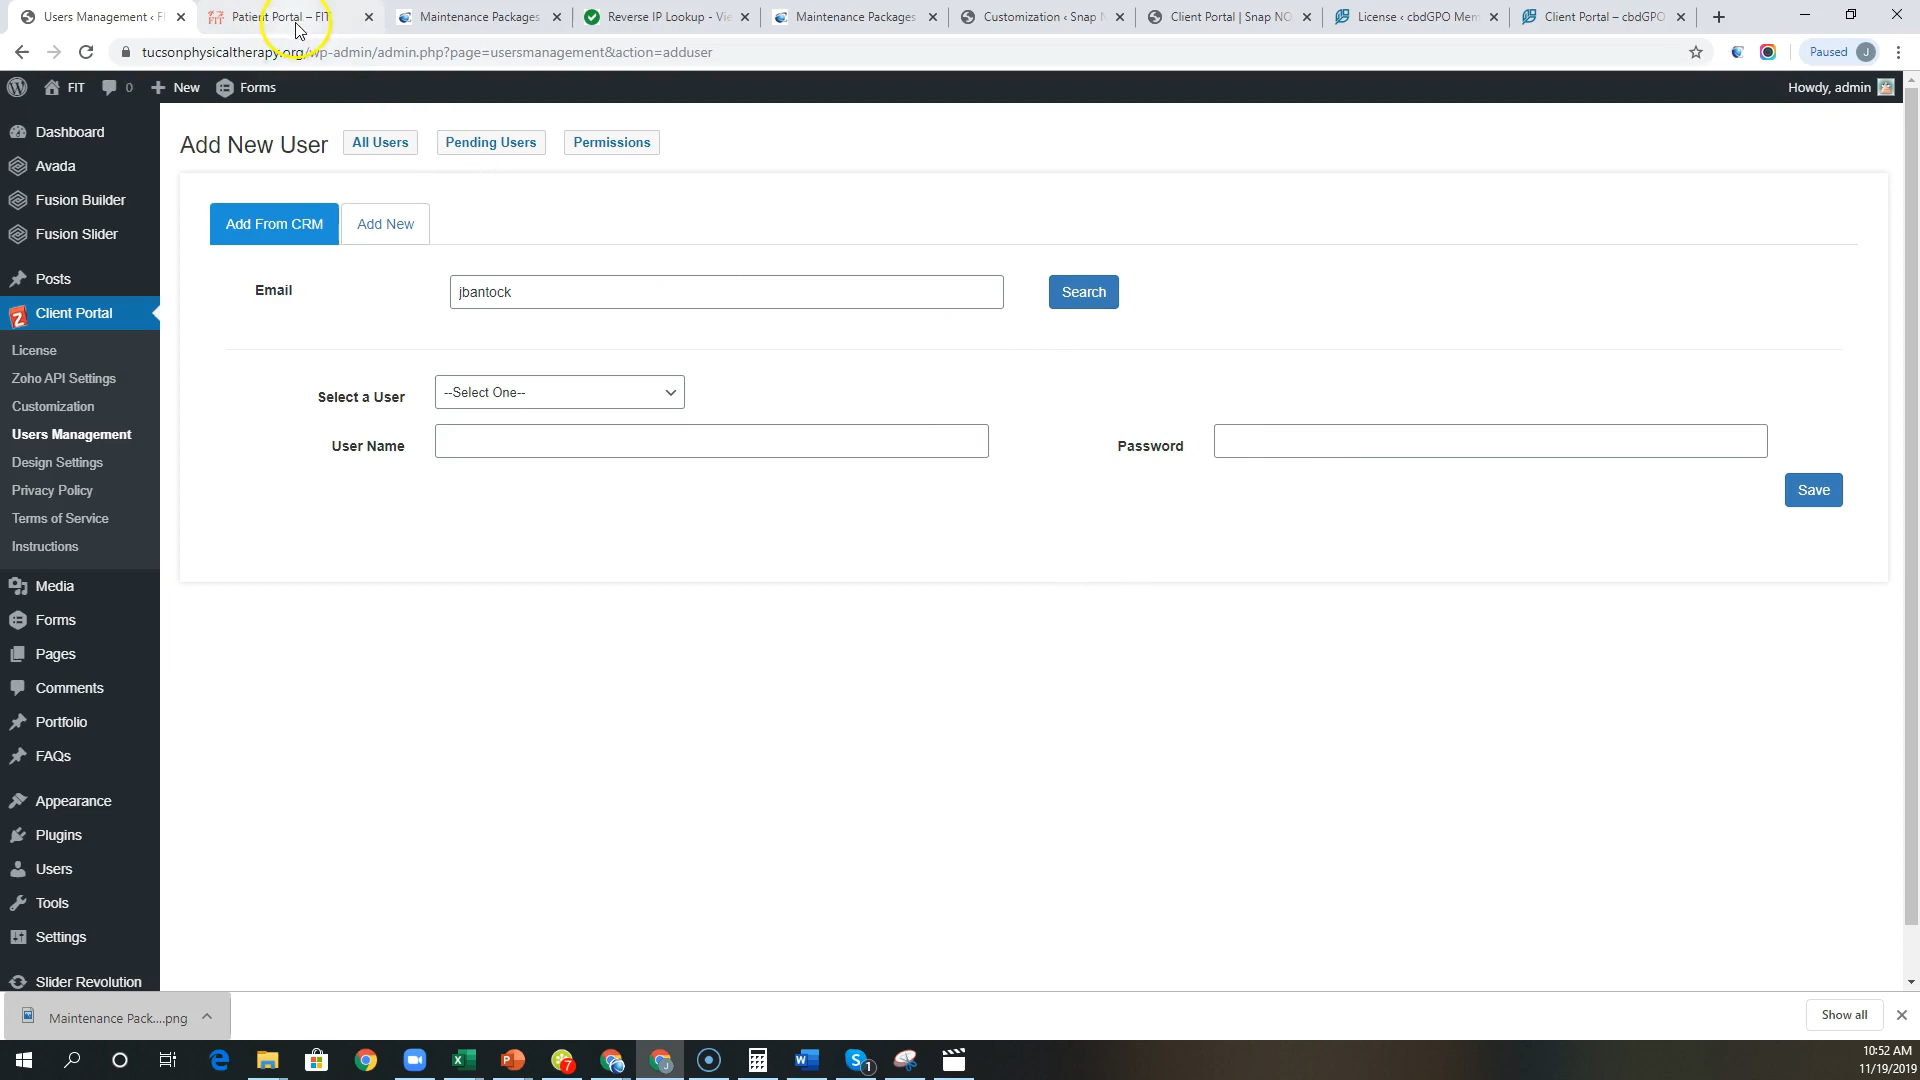 Users Management ‹ FI
Patient Portal – FIT
Maintenance Packages
Reverse IP Lookup - Vie
Maintenance Packages
Customization ‹ Snap N
Client Portal | Snap NO
License ‹ cbdGPO Mem
Client Portal – cbdGPO
tucsonphysicaltherapy.org/wp-admin/admin.php?page=usersmanagement&action=adduser
Paused J
FIT
0
New
Forms
Howdy, admin
Dashboard
Avada
Fusion Builder
Fusion Slider
Posts
Client Portal
License
Zoho API Settings
Customization
Users Management
Design Settings
Privacy Policy
Terms of Service
Instructions
Media
Forms
Pages
Comments
Portfolio
FAQs
Appearance
Plugins
Users
Tools
Settings
Slider Revolution
Add New User
All Users
Pending Users
Permissions
Add From CRM
Add New
Email
jbantock
Search
Select a User
--Select One--
User Name
Password
Save
Maintenance Pack....png
Show all
7
J
1
10:52 AM
11/19/2019